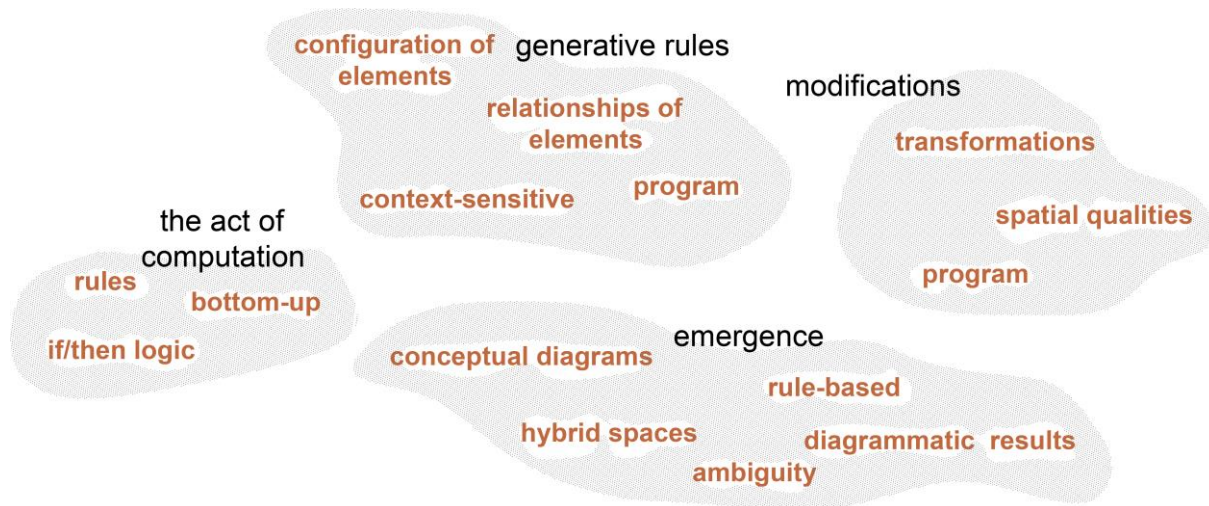 configuration of
elements
generative rules
relationships of
elements
context-sensitive
program
modifications
transformations
spatial qualities
program
the act of
computation
rules
bottom-up
if/then logic
emergence
conceptual diagrams
rule-based
hybrid spaces
diagrammatic results
ambiguity